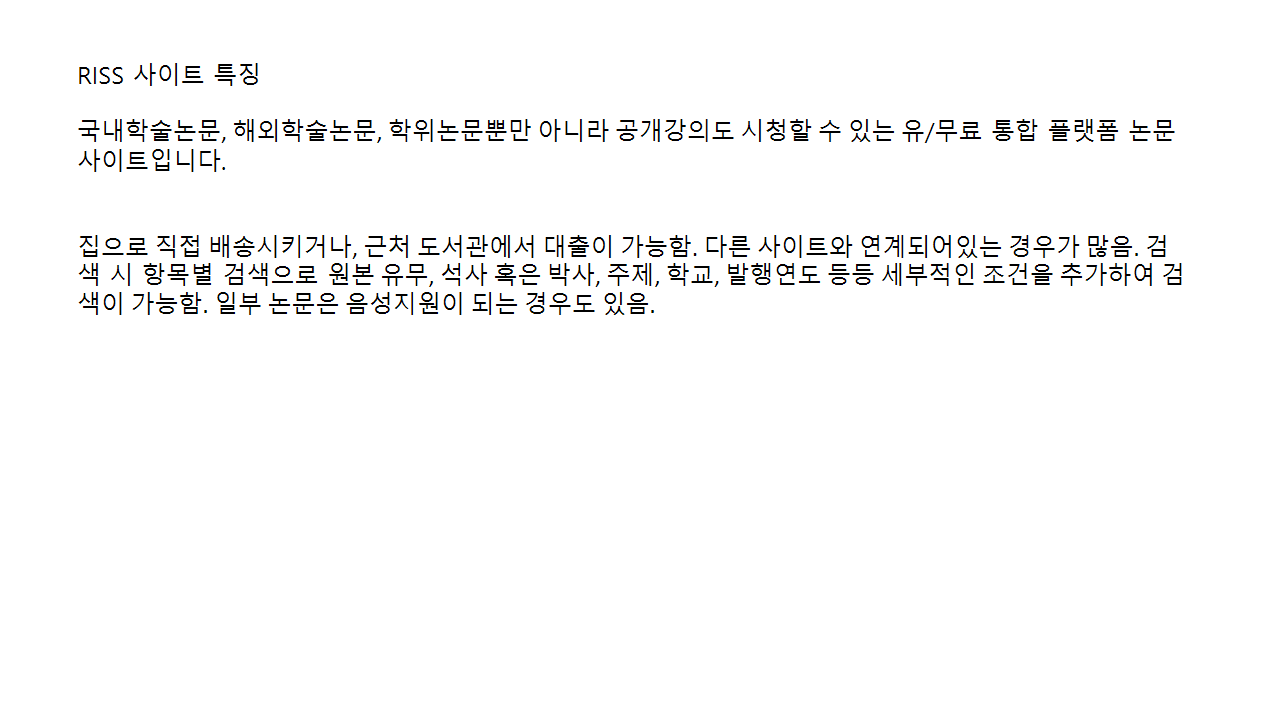 RISS 사이트 특징
국내학술논문, 해외학술논문, 학위논문뿐만 아니라 공개강의도 시청할 수 있는 유/무료 통합 플랫폼 논문
사이트입니다.
집으로 직접 배송시키거나, 근처 도서관에서 대출이 가능함. 다른 사이트와 연계되어있는 경우가 많음. 검
색 시 항목별 검색으로 원본 유무, 석사 혹은 박사, 주제, 학교, 발행연도 등등 세부적인 조건을 추가하여 검
색이 가능함. 일부 논문은 음성지원이 되는 경우도 있음.